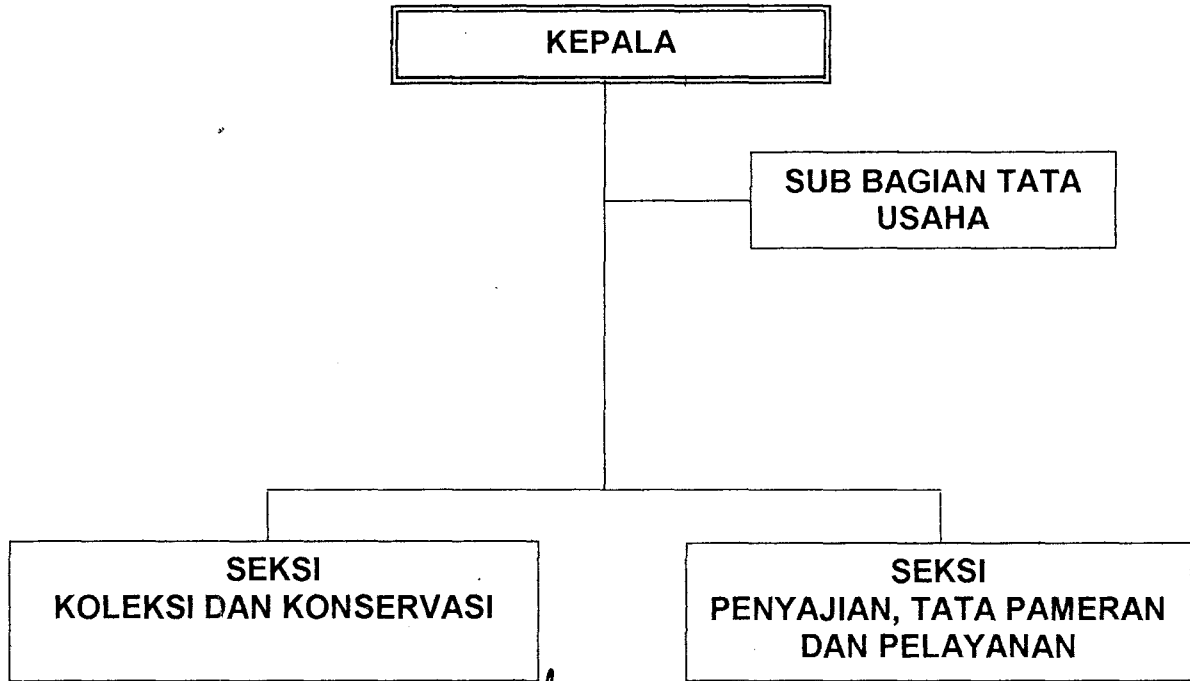 KEPALA
SUB BAGIAN TATA
USAHA
SEKSI
KOLEKSI DAN KONSERVASI
SEKSI
PENYAJIAN, TATA PAMERAN
DAN PELAYANAN